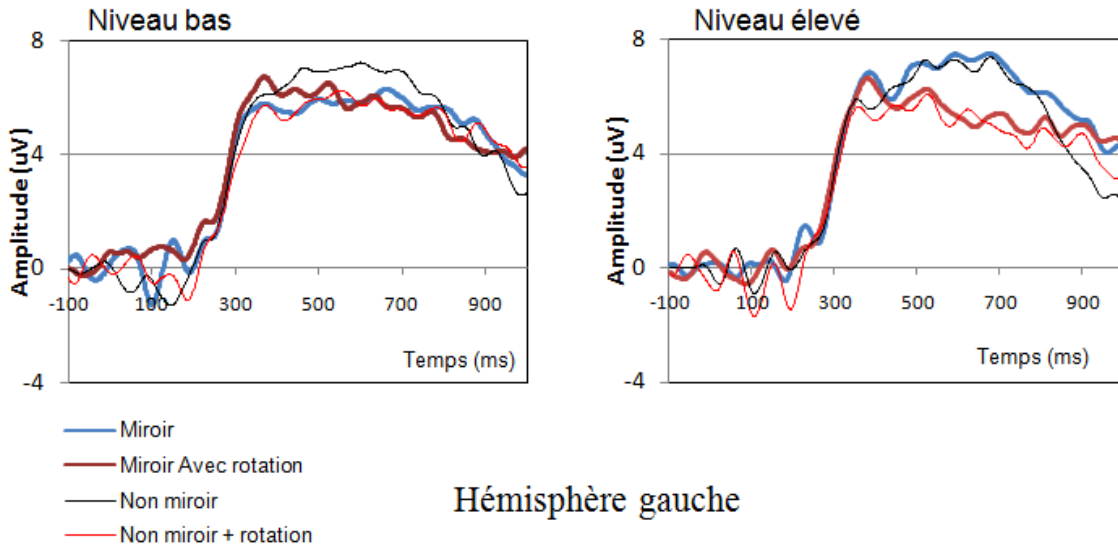 Niveau bas
8
4
0
-4
Amplitude (uV)
-100
100
300
500
700
900
Temps (ms)
Niveau élevé
8
4
0
-4
Amplitude (uV)
-100
100
300
500
700
900
Temps (ms)
Miroir
Miroir Avec rotation
Non miroir
Non miroir + rotation
Hémisphère gauche